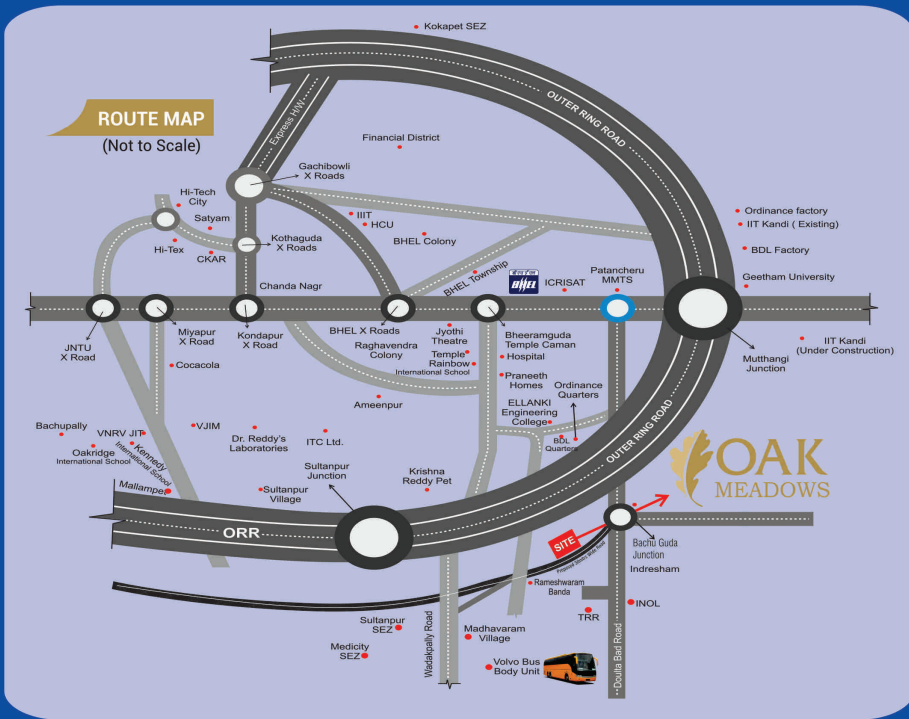 Kokapet SEZ
OUTER RING ROAD
ROUTE MAP
(Not to Scale)
Express H/W
Financial District
Gachibowli
X Roads
Hi-Tech
City
Satyam
IIIT
HCU
BHEL Colony
Kothaguda
X Roads
Hi-Tex
CKAR
Ordinance factory
IIT Kandi ( Existing)
BDL Factory
Geetham University
BHEL Township
BHEL
ICRISAT
Patancheru
MMTS
Chanda Nagr
JNTU
X Road
Miyapur
X Road
Kondapur
X Road
BHEL X Roads
Raghavendra
Colony
Jyothi
Theatre
Temple
Rainbow
International School
Bheeramguda
Temple Caman
Hospital
Praneeth
Homes
Mutthangi
Junction
IIT Kandi
(Under Construction)
Cocacola
Ameenpur
ELLANKI
Engineering
College
Ordinance
Quarters
BDL
Quarters
OUTER RING ROAD
Bachupally
VNRV JIT
Oakridge
International School
Kennedy
International School
VJIM
Dr. Reddy's
Laboratories
ITC Ltd.
Mallampet
Sultanpur
Village
Sultanpur
Junction
Krishna
Reddy Pet
OAK
MEADOWS
ORR
SITE
Bachu Guda
Junction
Indresham
Rameshwaram
Banda
TRR
INOL
Sultanpur
SEZ
Medicity
SEZ
Wadakpally Road
Madhavaram
Village
Volvo Bus
Body Unit
Doulta Bad Road